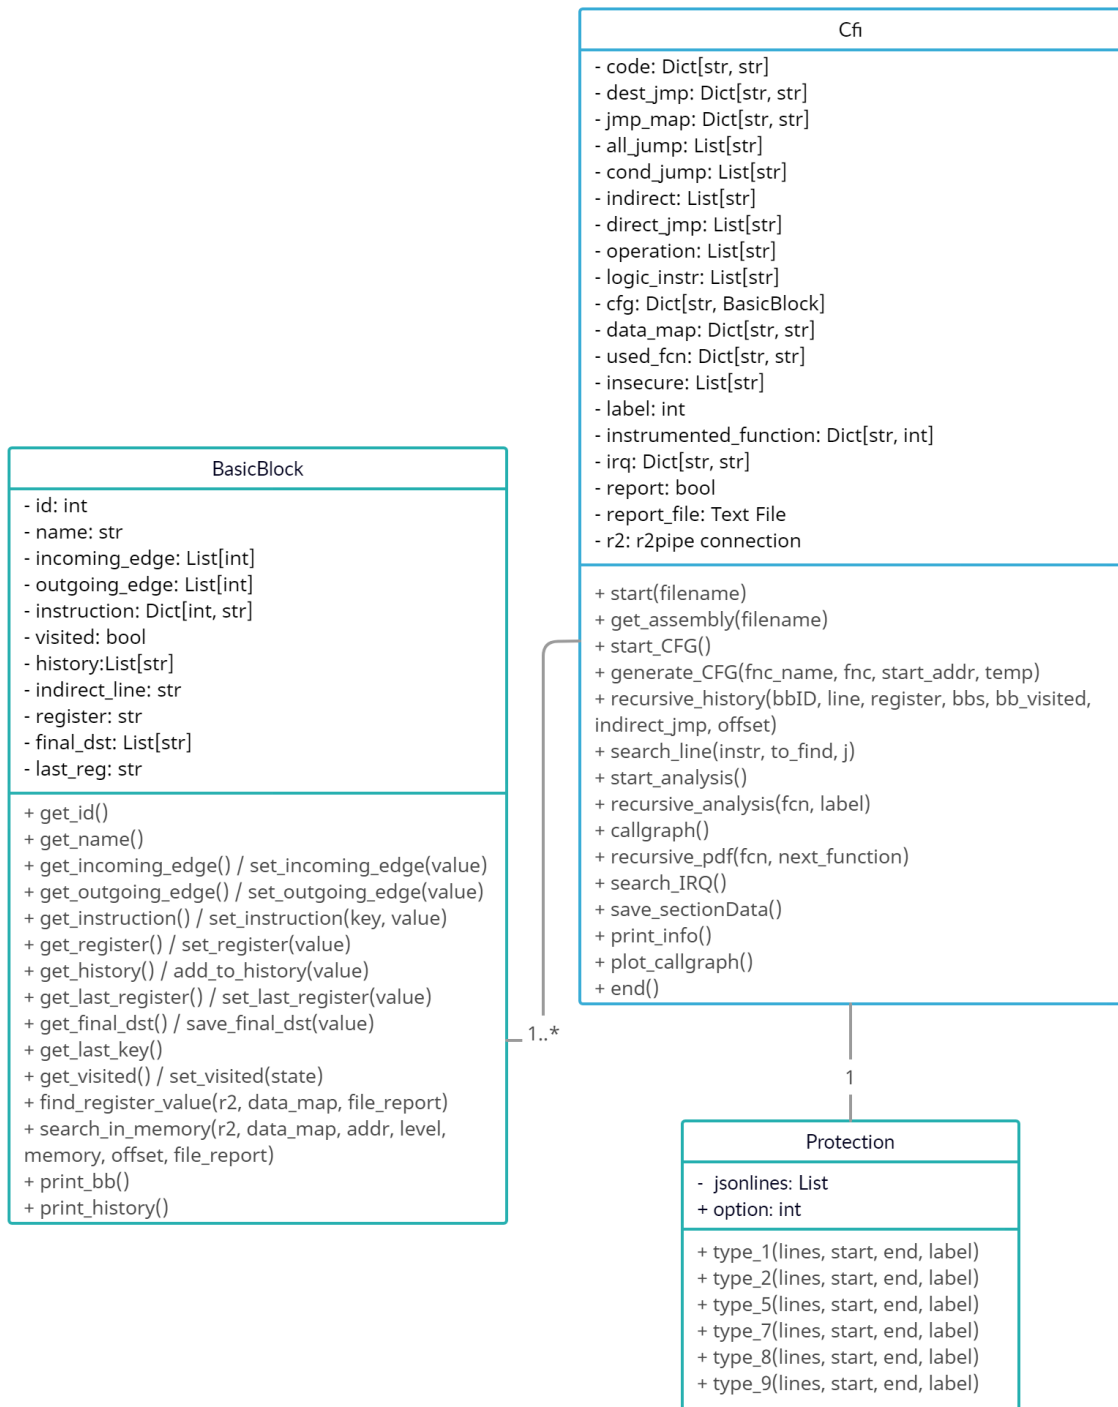 Cfi
- code: Dict[str, str]
- dest_jmp: Dict[str, str]
- jmp_map: Dict[str, str]
- all_jump: List[str]
- cond_jump: List[str]
- indirect: List[str]
- direct_jmp: List[str]
- operation: List[str]
- logic_instr: List[str]
- cfg: Dict[str, BasicBlock]
- data_map: Dict[str, str]
- used_fcn: Dict[str, str]
- insecure: List[str]
- label: int
- instrumented_function: Dict[str, int]
- irq: Dict[str, str]
- report: bool
- report_file: Text File
- r2: r2pipe connection
+ start(filename)
+ get_assembly(filename)
+ start_CFG()
+ generate_CFG(fnc_name, fnc, start_addr, temp)
+ recursive_history(bbID, line, register, bbs, bb_visited,
indirect_jmp, offset)
+ search_line(instr, to_find, j)
+ start_analysis()
+ recursive_analysis(fcn, label)
+ callgraph()
+ recursive_pdf(fcn, next_function)
+ search_IRQ()
+ save_sectionData()
+ print_info()
+ plot_callgraph()
+ end()
BasicBlock
- id: int
- name: str
- incoming_edge: List[int]
- outgoing_edge: List[int]
- instruction: Dict[int, str]
- visited: bool
- history:List[str]
- indirect_line: str
- register: str
- final_dst: List[str]
- last_reg: str
+ get_id()
+ get_name()
+ get_incoming_edge() / set_incoming_edge(value)
+ get_outgoing_edge() / set_outgoing_edge(value)
+ get_instruction() / set_instruction(key, value)
+ get_register() / set_register(value)
+ get_history() / add_to_history(value)
+ get_last_register() / set_last_register(value)
+ get_final_dst() / save_final_dst(value)
+ get_last_key()
+ get_visited() / set_visited(state)
+ find_register_value(r2, data_map, file_report)
+ search_in_memory(r2, data_map, addr, level,
memory, offset, file_report)
+ print_bb()
+ print_history()
1..*
1
Protection
- jsonlines: List
+ option: int
+ type_1(lines, start, end, label)
+ type_2(lines, start, end, label)
+ type_5(lines, start, end, label)
+ type_7(lines, start, end, label)
+ type_8(lines, start, end, label)
+ type_9(lines, start, end, label)